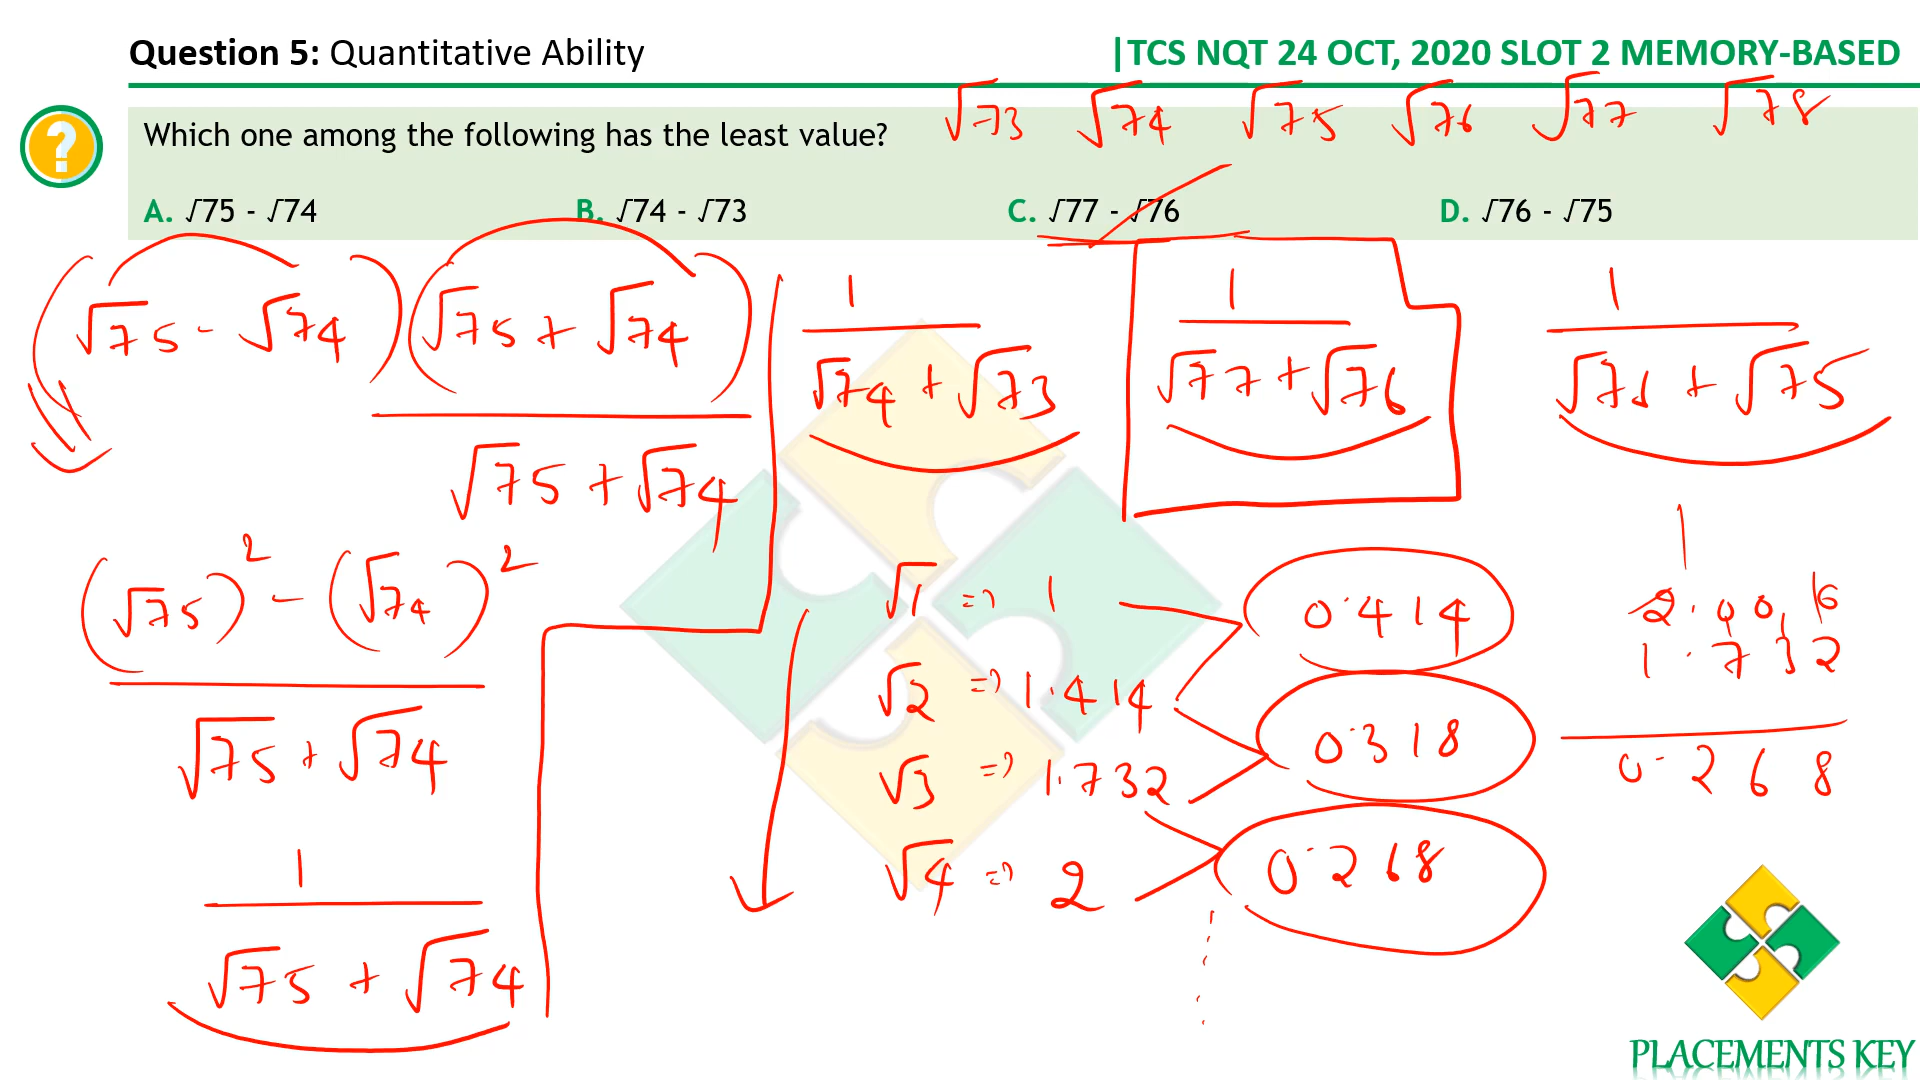 Question 5: Quantitative Ability
|TCS NQT 24 OCT, 2020 SLOT 2 MEMORY-BASED
√73 √74 √75 √76 √77 √78
?
Which one among the following has the least value?
A. √75 - √74
B. √74 - √73
C. √77 - √76
D. √76 - √75
(√75 - √74)(√75 + √74)
√75 + √74
(√75)² - (√74)²
√75 + √74
1
√75 + √74
1
√74 + √73
1
√77 + √76
1
√76 + √75
√1 => 1
√2 => 1.414
√3 => 1.732
√4 => 2
0.414
0.318
0.268
1
2.00,10
1.732
0.268
PLACEMENTS KEY